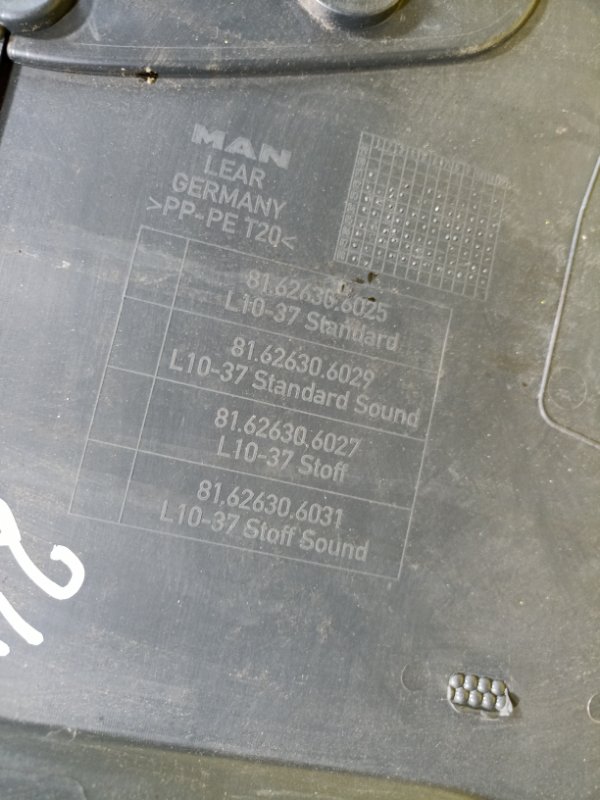 MAN
LEAR
GERMANY
>PP-PE T20<
81.62630.6025
L10-37 Standard
81.62630.6029
L10-37 Standard Sound
81.62630.6027
L10-37 Stoff
81.62630.6031
L10-37 Stoff Sound